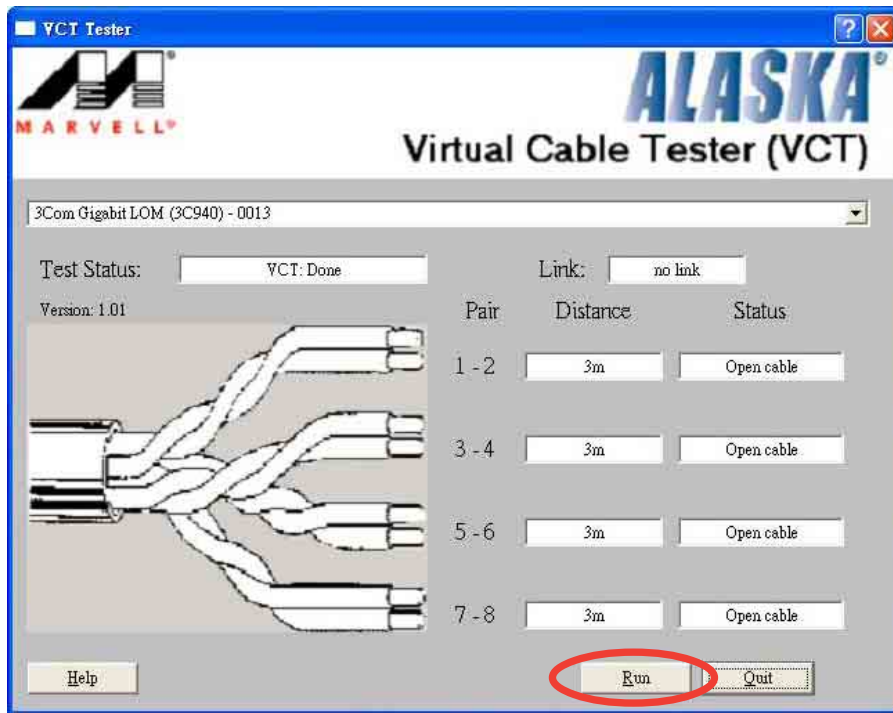 VCT Tester
MARVELL®
ALASKA®
Virtual Cable Tester (VCT)
3Com Gigabit LOM (3C940) - 0013
Test Status: VCT: Done Link: no link
Version: 1.01
Pair Distance Status
1 - 2 3m Open cable
3 - 4 3m Open cable
5 - 6 3m Open cable
7 - 8 3m Open cable
Help Run Quit